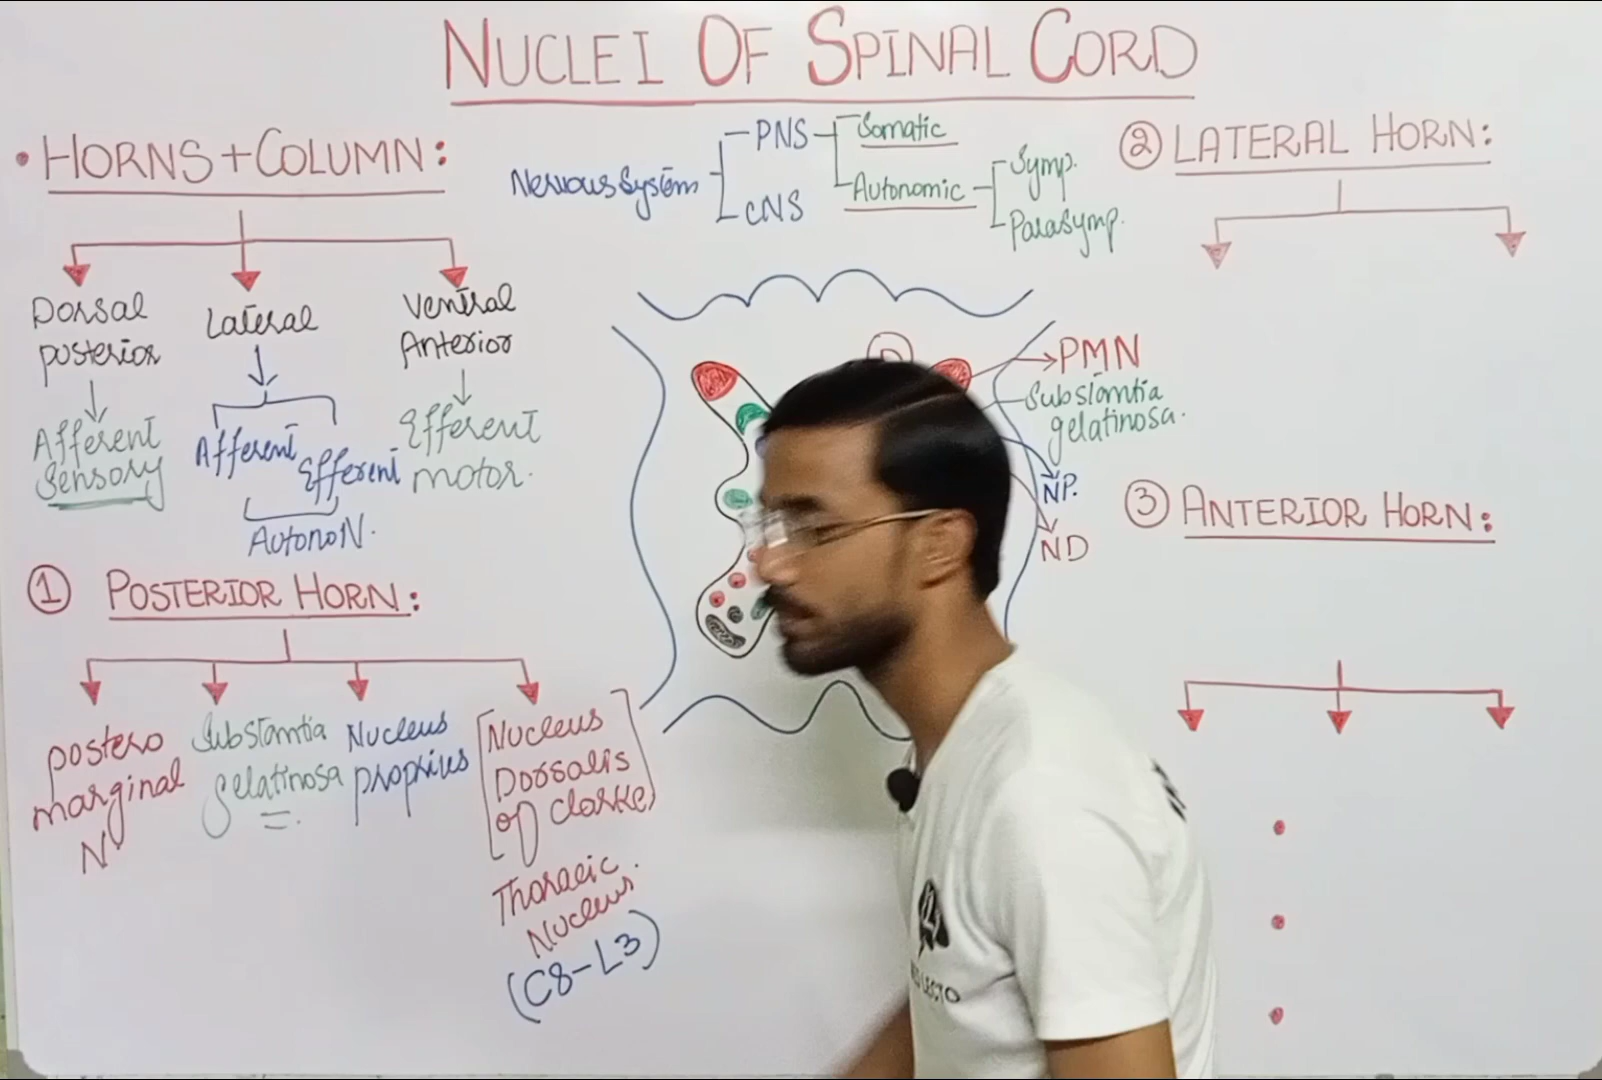 NUCLEI OF SPINAL CORD
• HORNS + COLUMN:
Dorsal
posterior
Afferent
Sensory
Lateral
Afferent
Efferent
AutonoN.
Ventral
Anterior
Efferent
motor.
Nervous System
PNS
CNS
Somatic
Autonomic
Symp.
Parasymp.
① POSTERIOR HORN:
postero
marginal
N
Substantia
gelatinosa
Nucleus
proprius
[Nucleus
Dorsalis
of Clarke]
Thoracic
Nucleus
(C8-L3)
PMN
Substantia
gelatinosa.
NP.
ND
② LATERAL HORN:
③ ANTERIOR HORN: